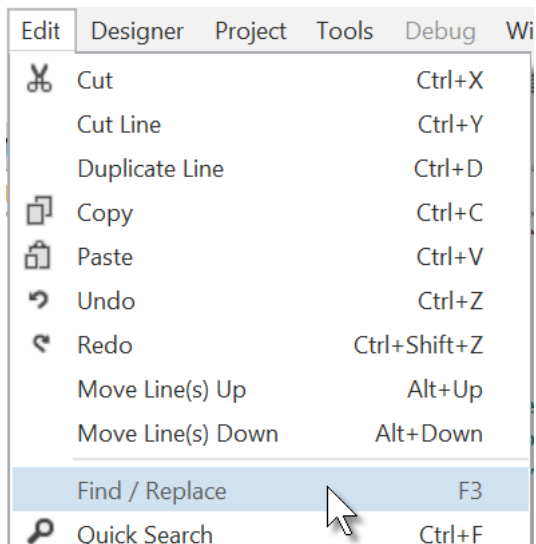 Edit Designer Project Tools Debug Wi
Cut Ctrl+X
Cut Line Ctrl+Y
Duplicate Line Ctrl+D
Copy Ctrl+C
Paste Ctrl+V
Undo Ctrl+Z
Redo Ctrl+Shift+Z
Move Line(s) Up Alt+Up
Move Line(s) Down Alt+Down
Find / Replace F3
Quick Search Ctrl+F